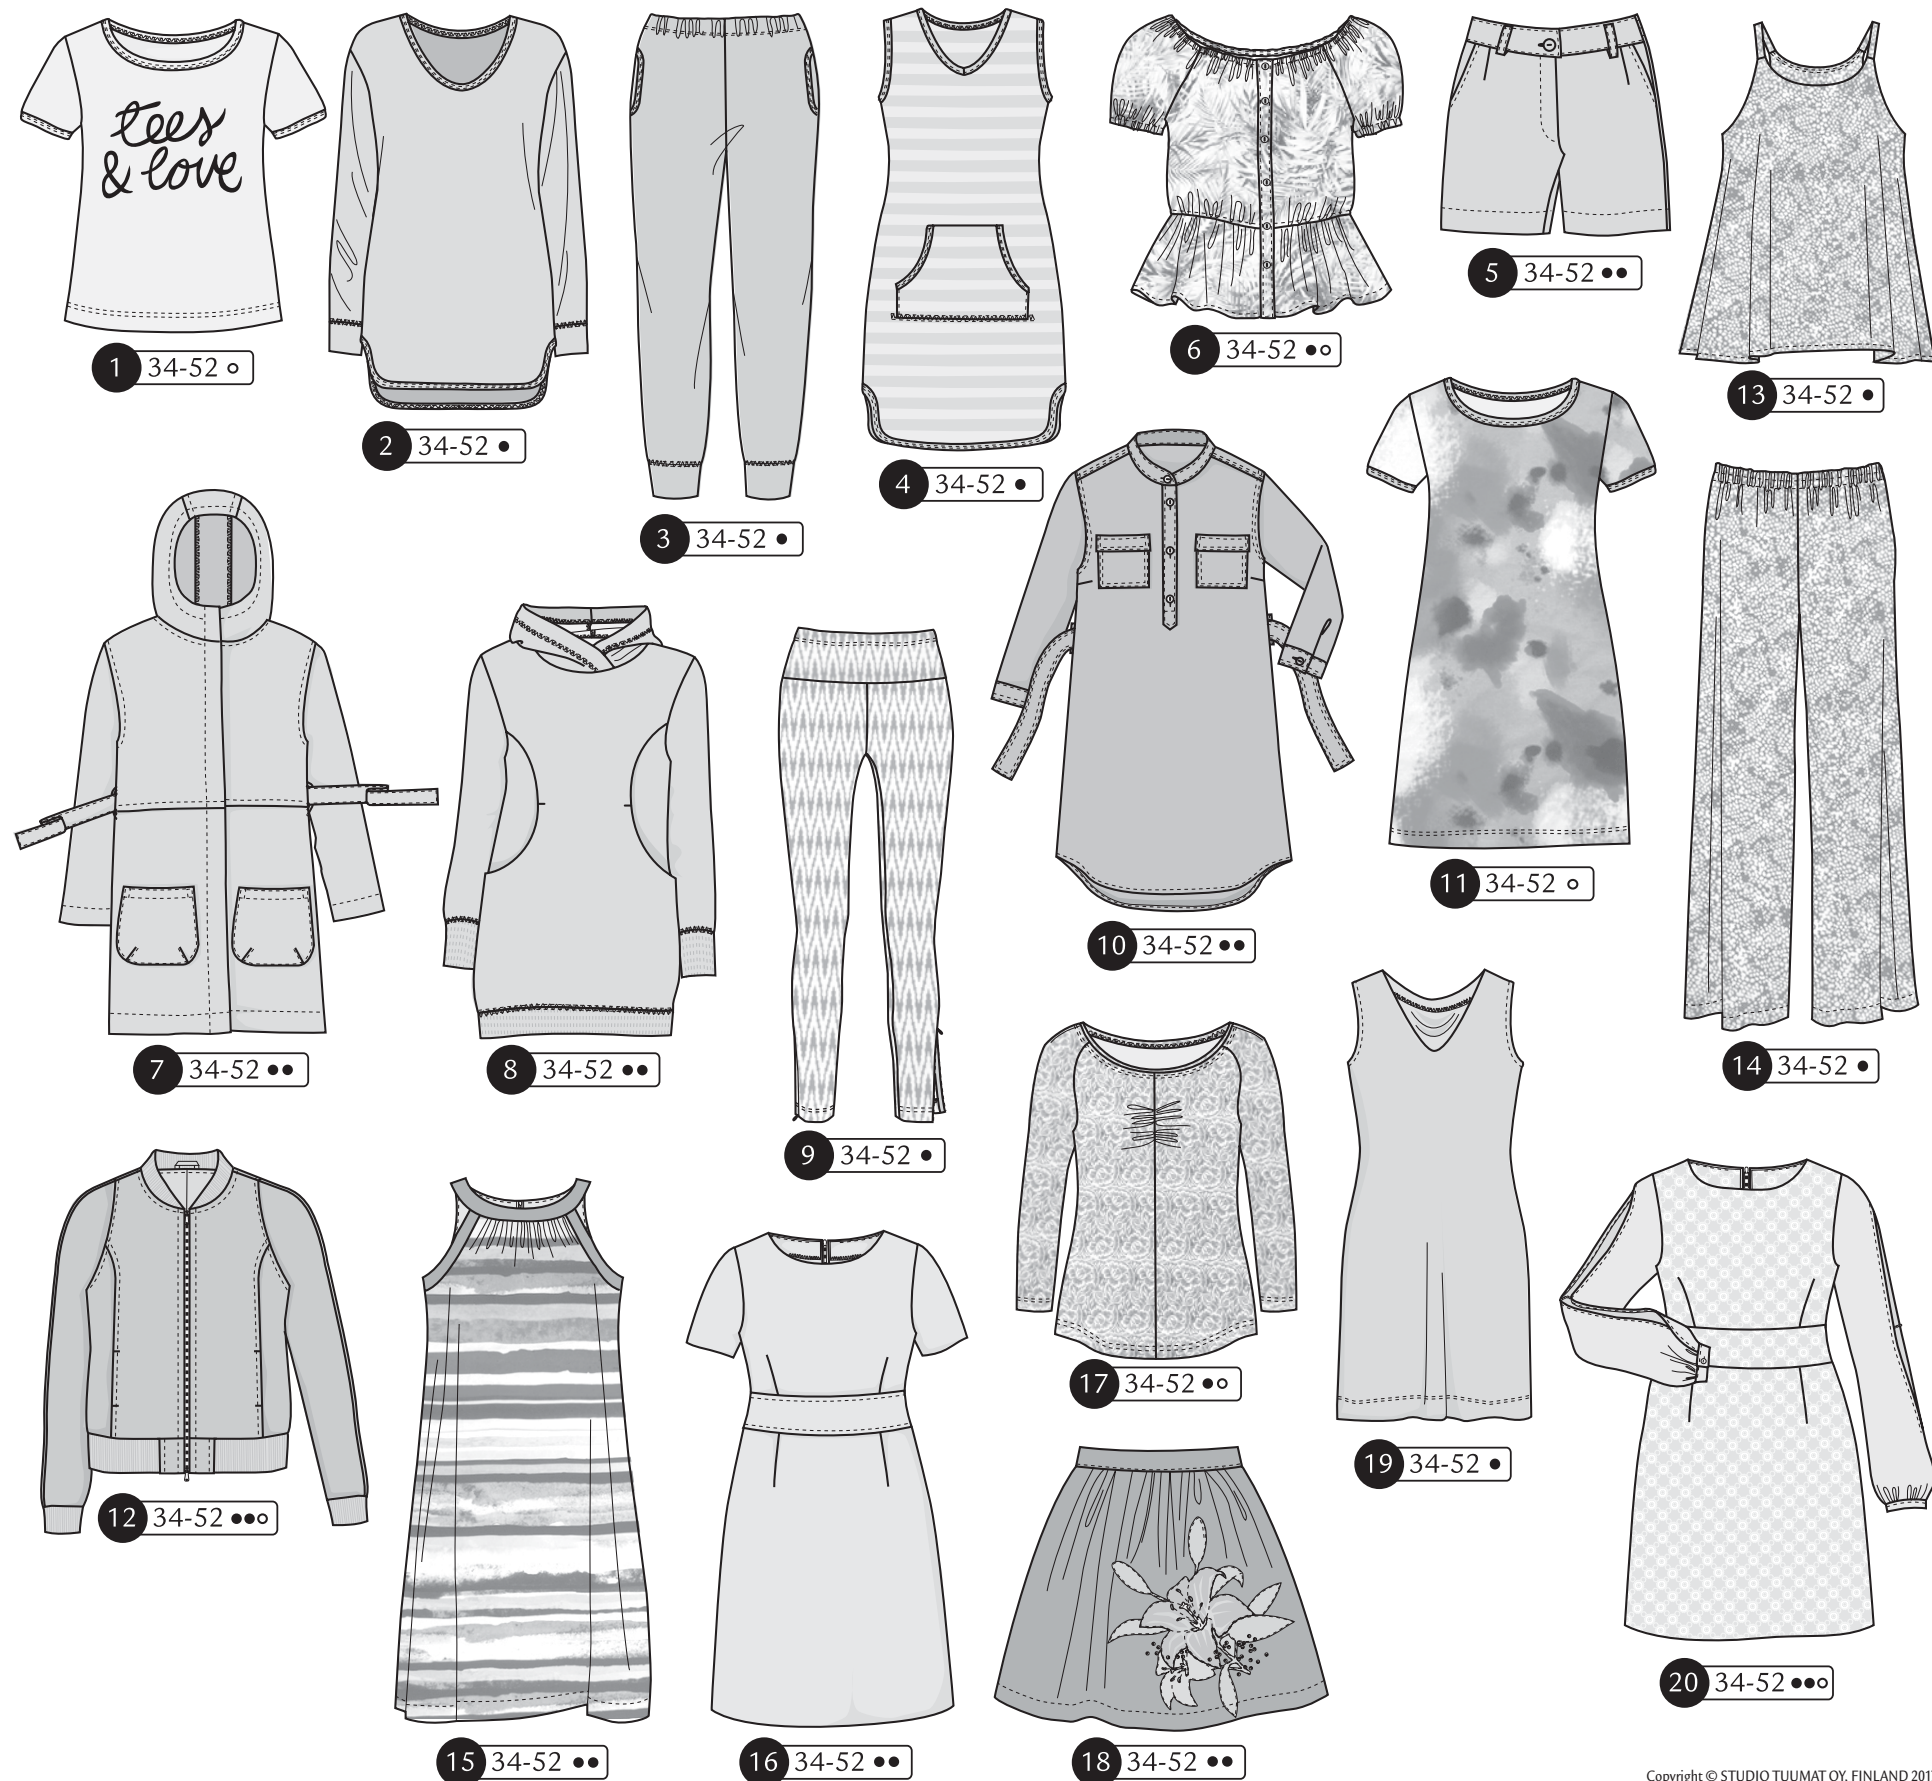 tees
& love
1 34-52 ○
2 34-52 ●
3 34-52 ●
4 34-52 ●
6 34-52 ●○
5 34-52 ●●
13 34-52 ●
7 34-52 ●●
8 34-52 ●●
9 34-52 ●
10 34-52 ●●
11 34-52 ○
14 34-52 ●
12 34-52 ●●○
15 34-52 ●●
16 34-52 ●●
17 34-52 ●○
18 34-52 ●●
19 34-52 ●
20 34-52 ●●○
Copyright © STUDIO TUUMAT OY, FINLAND 201